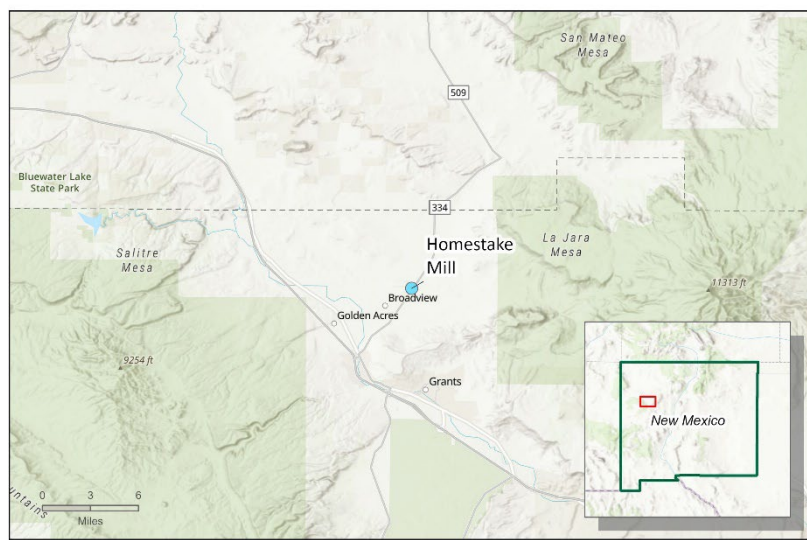 San Mateo
Mesa
509
Bluewater Lake
State Park
334
Salitre
Mesa
Homestake
Mill
La Jara
Mesa
11313 ft
Broadview
Golden Acres
9254 ft
Grants
New Mexico
ountains
0 3 6
Miles